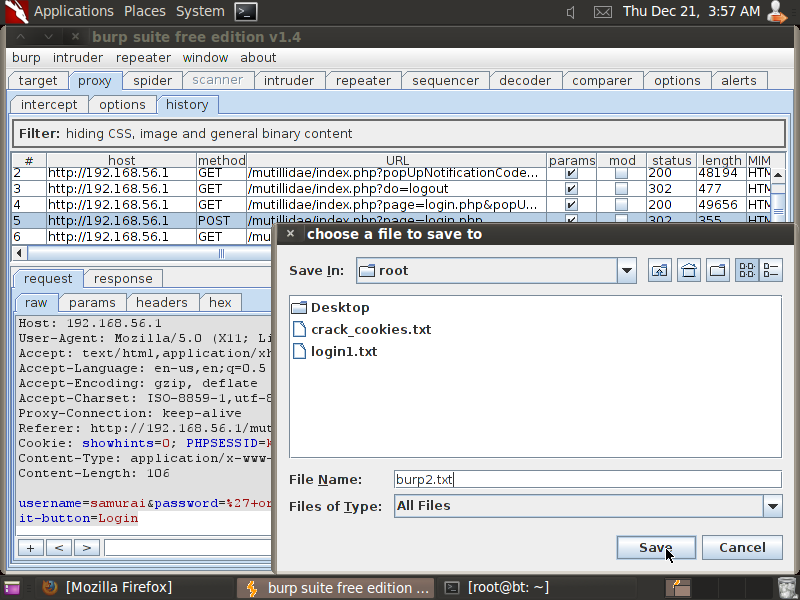 Applications Places System Thu Dec 21, 3:57 AM
burp suite free edition v1.4
burp intruder repeater window about
target proxy spider scanner intruder repeater sequencer decoder comparer options alerts
intercept options history
Filter: hiding CSS, image and general binary content
# host method URL params mod status length MIM
2 http://192.168.56.1 GET /mutillidae/index.php?popUpNotificationCode... 200 48194 HTM
3 http://192.168.56.1 GET /mutillidae/index.php?do=logout 302 477 HTM
4 http://192.168.56.1 GET /mutillidae/index.php?page=login.php&popU... 200 49656 HTM
5 http://192.168.56.1 POST /mutillidae/index.php?page=login.php 302 355 HTM
6 http://192.168.56.1 GET /mu
choose a file to save to
Save In: root
Desktop
crack_cookies.txt
login1.txt
File Name: burp2.txt
Files of Type: All Files
Save Cancel
request response
raw params headers hex
Host: 192.168.56.1
User-Agent: Mozilla/5.0 (X11; Li
Accept: text/html,application/xh
Accept-Language: en-us,en;q=0.5
Accept-Encoding: gzip, deflate
Accept-Charset: ISO-8859-1,utf-8
Proxy-Connection: keep-alive
Referer: http://192.168.56.1/mut
Cookie: showhints=0; PHPSESSID=
Content-Type: application/x-www-
Content-Length: 106
username=samurai&password=%27+or
it-button=Login
+ < >
[Mozilla Firefox] burp suite free edition ... [root@bt: ~]